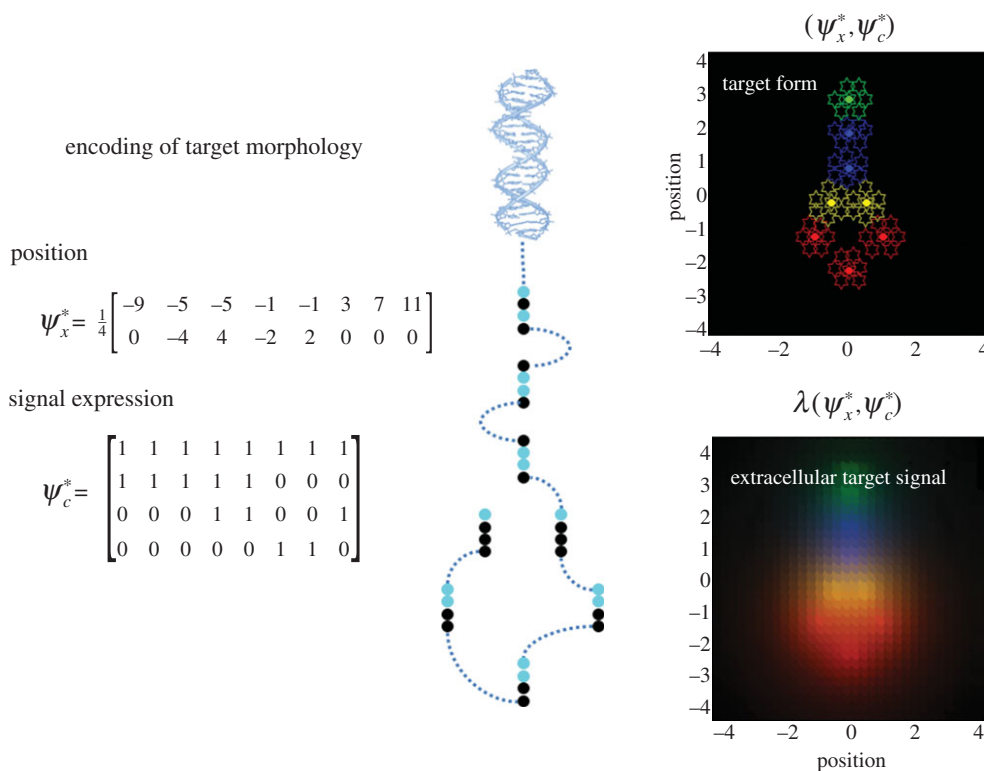 encoding of target morphology
position
ψ*x = 1/4 [ –9 –5 –5 –1 –1 3 7 11
0 –4 4 –2 2 0 0 0 ]
signal expression
ψ*c = [ 1 1 1 1 1 1 1 1
1 1 1 1 1 0 0 0
0 0 0 1 1 0 0 1
0 0 0 0 0 1 1 0 ]
(ψ*x, ψ*c)
target form
position
4
3
2
1
0
–1
–2
–3
–4
–4 –2 0 2 4
λ(ψ*x, ψ*c)
extracellular target signal
4
3
2
1
0
–1
–2
–3
–4
–4 –2 0 2 4
position